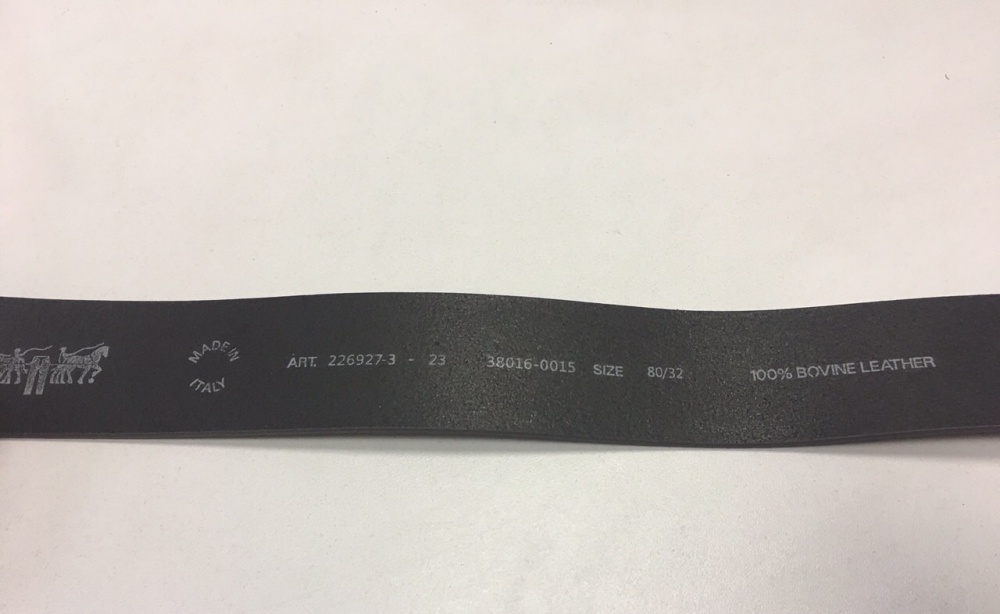 MADE IN
ITALY
ART. 226927-3 - 23 38016-0015 SIZE 80/32 100% BOVINE LEATHER